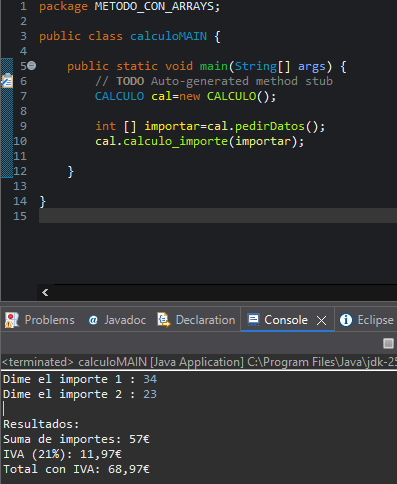 1 package METODO_CON_ARRAYS;
2
3 public class calculoMAIN {
4
5 public static void main(String[] args) {
6 // TODO Auto-generated method stub
7 CALCULO cal=new CALCULO();
8
9 int [] importar=cal.pedirDatos();
10 cal.calculo_importe(importar);
11
12 }
13
14 }
15
Problems @ Javadoc Declaration Console Eclipse
<terminated> calculoMAIN [Java Application] C:\Program Files\Java\jdk-25
Dime el importe 1 : 34
Dime el importe 2 : 23
Resultados:
Suma de importes: 57€
IVA (21%): 11,97€
Total con IVA: 68,97€